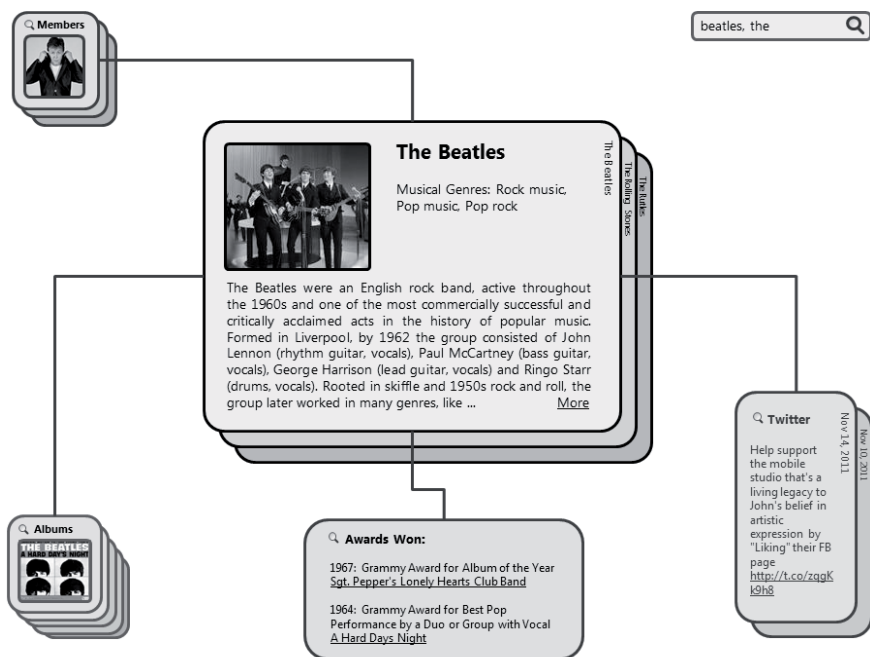 Members
beatles, the
The Beatles
Musical Genres: Rock music,
Pop music, Pop rock
The Beatles
The Rolling Stones
The Rutles
The Beatles were an English rock band, active throughout
the 1960s and one of the most commercially successful and
critically acclaimed acts in the history of popular music.
Formed in Liverpool, by 1962 the group consisted of John
Lennon (rhythm guitar, vocals), Paul McCartney (bass guitar,
vocals), George Harrison (lead guitar, vocals) and Ringo Starr
(drums, vocals). Rooted in skiffle and 1950s rock and roll, the
group later worked in many genres, like ... More
Twitter
Nov 14, 2011
Nov 10, 2011
Help support
the mobile
studio that's a
living legacy to
John's belief in
artistic
expression by
"Liking" their FB
page
http://t.co/zqgK
k9h8
Albums
THE BEATLES
A HARD DAY'S NIGHT
Awards Won:
1967: Grammy Award for Album of the Year
Sgt. Pepper's Lonely Hearts Club Band
1964: Grammy Award for Best Pop
Performance by a Duo or Group with Vocal
A Hard Days Night